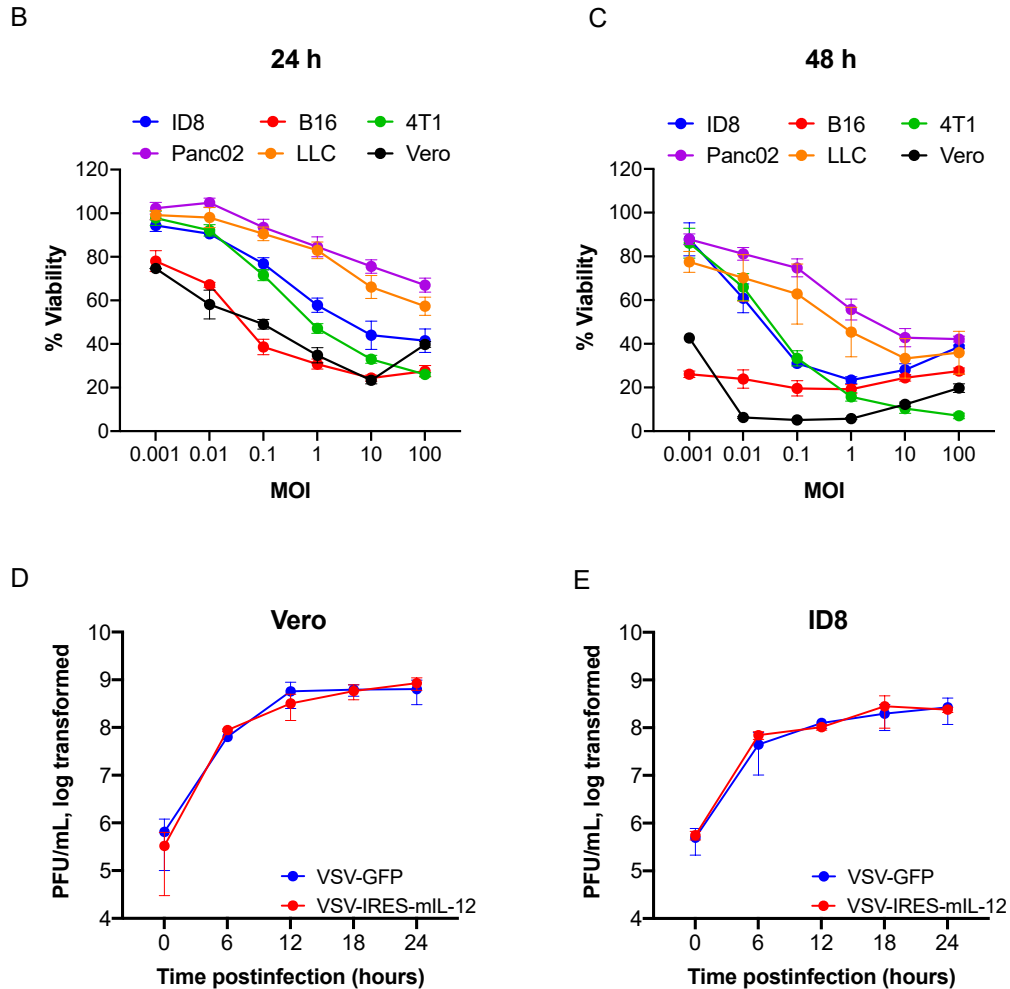 B
24 h
ID8 B16 4T1
Panc02 LLC Vero
120
100
80
60
40
20
0
% Viability
0.001 0.01 0.1 1 10 100
MOI
C
48 h
ID8 B16 4T1
Panc02 LLC Vero
120
100
80
60
40
20
0
% Viability
0.001 0.01 0.1 1 10 100
MOI
D
Vero
10
9
8
7
6
5
4
PFU/mL, log transformed
VSV-GFP
VSV-IRES-mIL-12
0 6 12 18 24
Time postinfection (hours)
E
ID8
10
9
8
7
6
5
4
PFU/mL, log transformed
VSV-GFP
VSV-IRES-mIL-12
0 6 12 18 24
Time postinfection (hours)